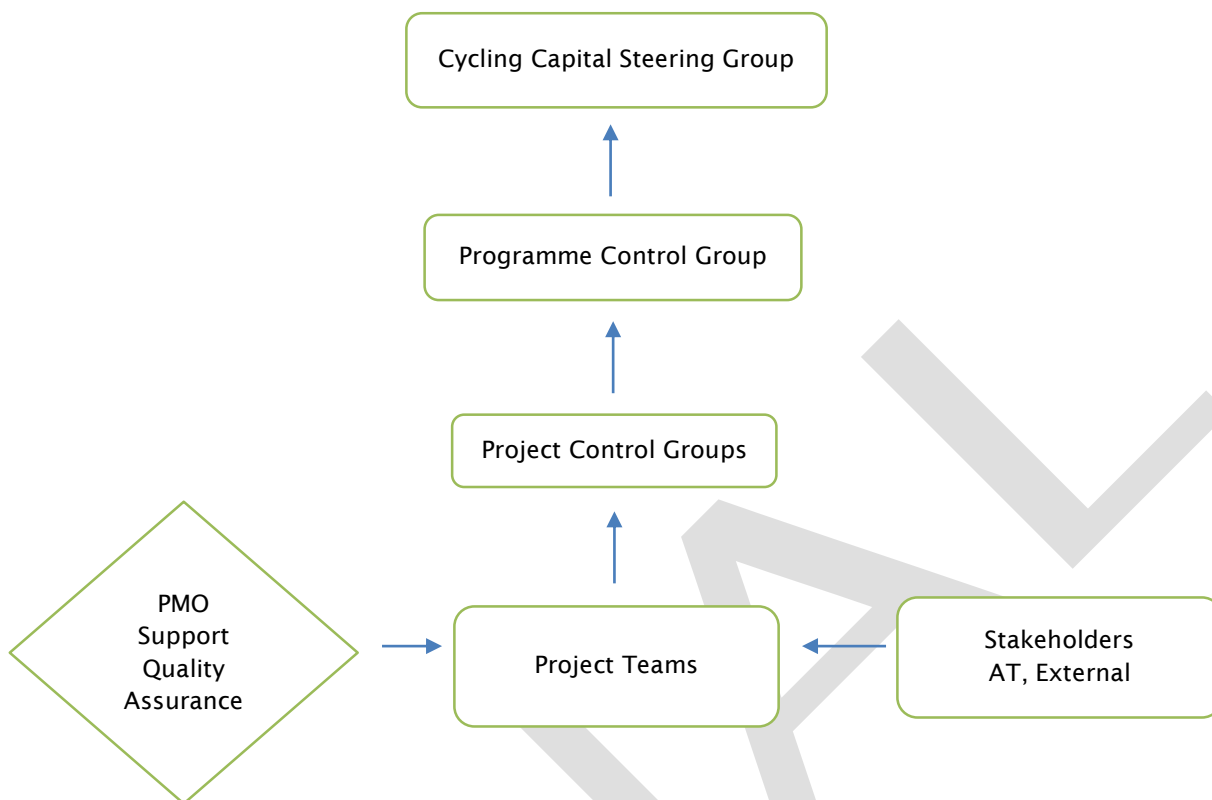 Cycling Capital Steering Group
Programme Control Group
Project Control Groups
PMO
Support
Quality
Assurance
Project Teams
Stakeholders
AT, External